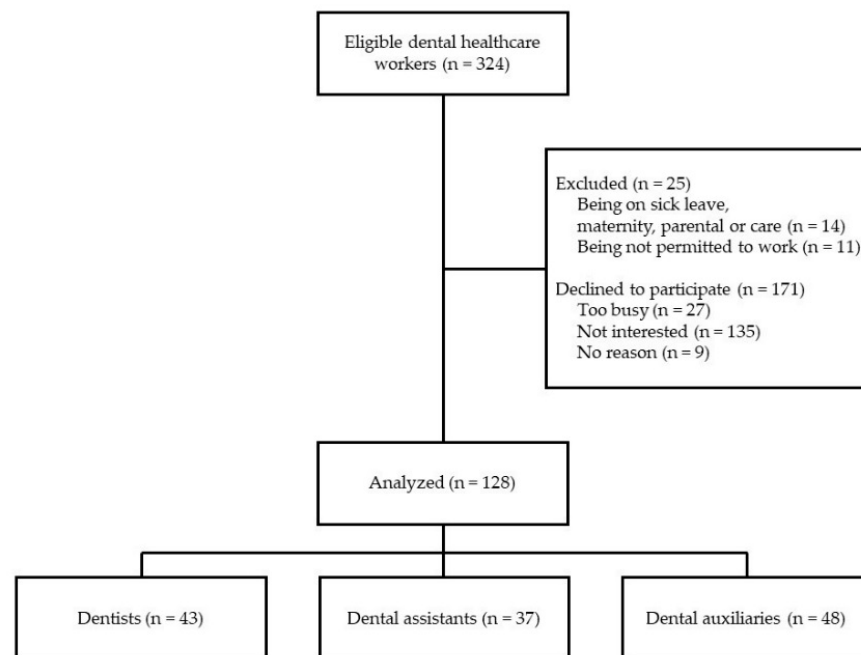 Eligible dental healthcare
workers (n = 324)
Excluded (n = 25)
Being on sick leave,
maternity, parental or care (n = 14)
Being not permitted to work (n = 11)
Declined to participate (n = 171)
Too busy (n = 27)
Not interested (n = 135)
No reason (n = 9)
Analyzed (n = 128)
Dentists (n = 43)
Dental assistants (n = 37)
Dental auxiliaries (n = 48)